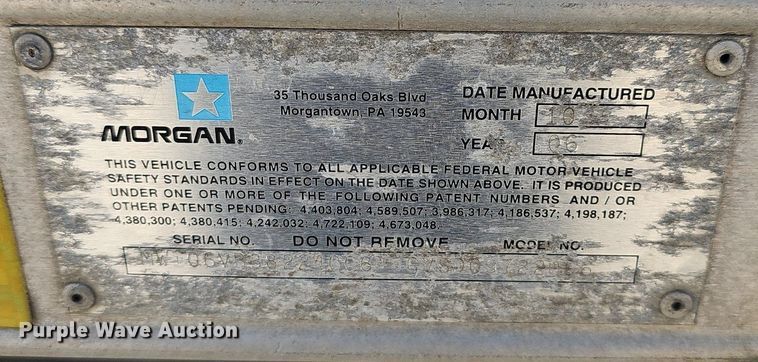 35 Thousand Oaks Blvd
Morgantown, PA 19543
MORGAN®
DATE MANUFACTURED
MONTH 10
YEAR 06
THIS VEHICLE CONFORMS TO ALL APPLICABLE FEDERAL MOTOR VEHICLE
SAFETY STANDARDS IN EFFECT ON THE DATE SHOWN ABOVE. IT IS PRODUCED
UNDER ONE OR MORE OF THE FOLLOWING PATENT NUMBERS AND / OR
OTHER PATENTS PENDING: 4,403,804; 4,589,507; 3,986,317; 4,186,537; 4,198,187;
4,380,300; 4,380,415; 4,242,032; 4,722,109; 4,673,048.
SERIAL NO. DO NOT REMOVE MODEL NO.
Purple Wave Auction